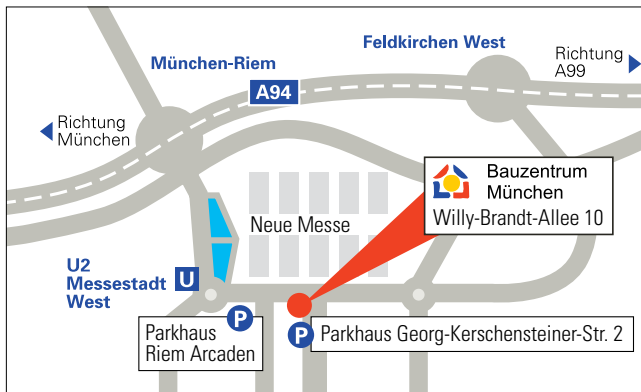 Feldkirchen West
München-Riem
Richtung
A99
A94
Richtung
München
Bauzentrum
München
Willy-Brandt-Allee 10
Neue Messe
U2
Messestadt
West
U
P
Parkhaus
Riem Arcaden
P
Parkhaus Georg-Kerschensteiner-Str. 2